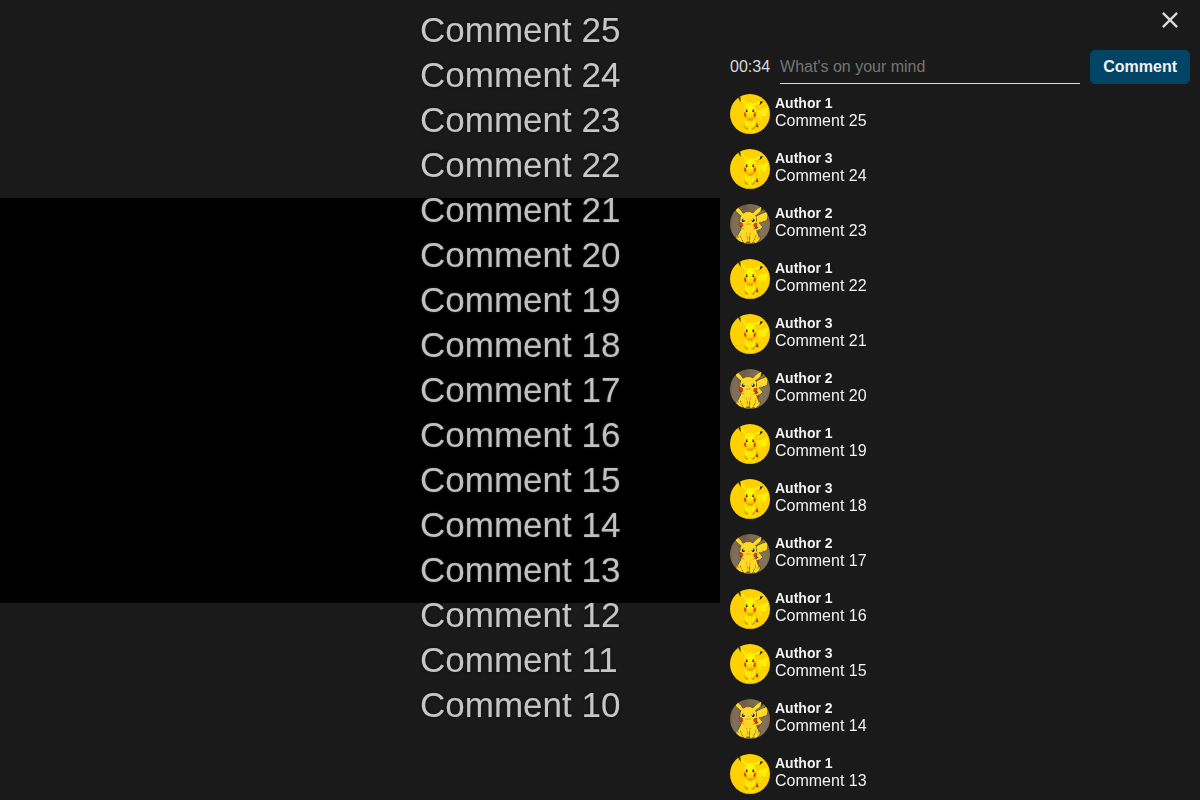 Comment 25
Comment 24
Comment 23
Comment 22
Comment 21
Comment 20
Comment 19
Comment 18
Comment 17
Comment 16
Comment 15
Comment 14
Comment 13
Comment 12
Comment 11
Comment 10
00:34 What's on your mind Comment
Author 1
Comment 25
Author 3
Comment 24
Author 2
Comment 23
Author 1
Comment 22
Author 3
Comment 21
Author 2
Comment 20
Author 1
Comment 19
Author 3
Comment 18
Author 2
Comment 17
Author 1
Comment 16
Author 3
Comment 15
Author 2
Comment 14
Author 1
Comment 13